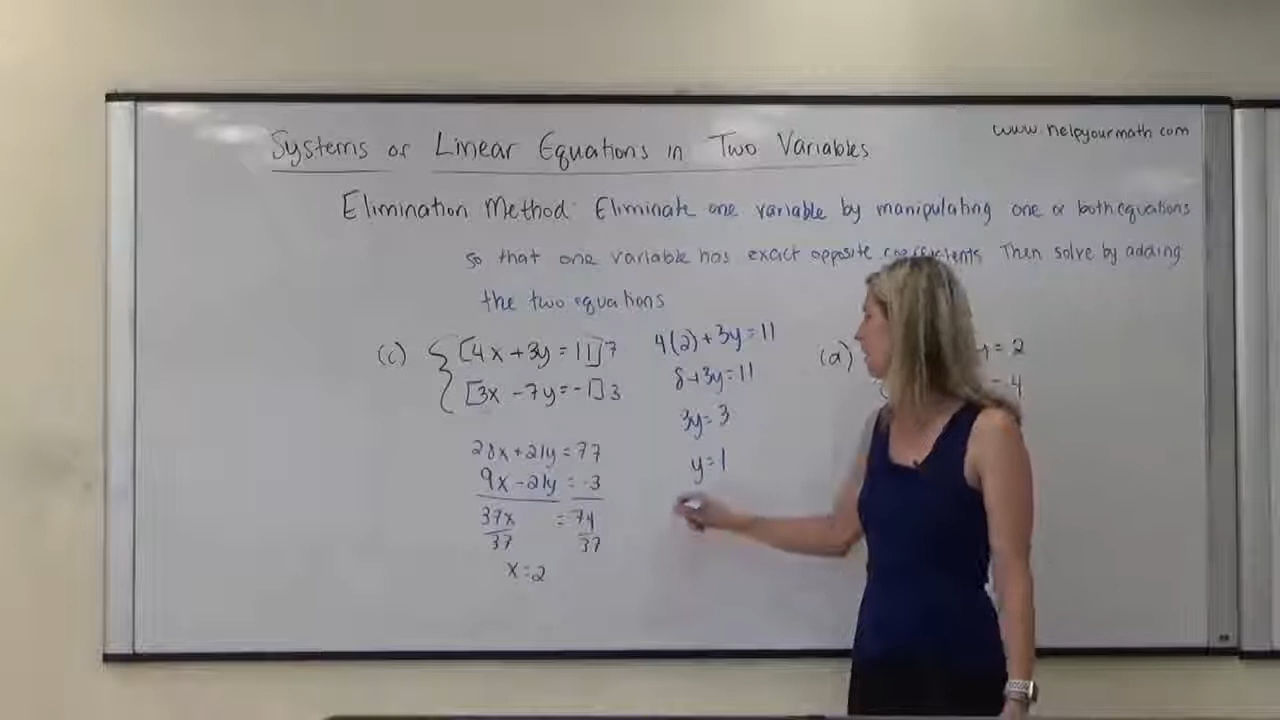 www.helpyourmath.com
Systems of Linear Equations in Two Variables
Elimination Method: Eliminate one variable by manipulating one or both equations
so that one variable has exact opposite coefficients Then solve by adding
the two equations
(c) { [4x + 3y = 11] 7
[3x - 7y = -1] 3
28x + 21y = 77
9x - 21y = -3
37x = 74
37 37
x = 2
4(2) + 3y = 11
8 + 3y = 11
3y = 3
y = 1
(d)
= 2
= 4